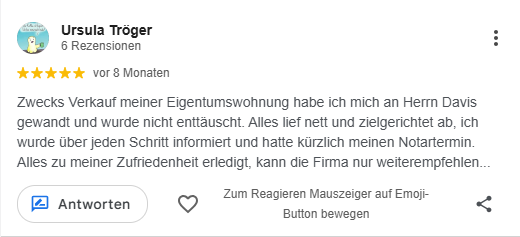 Ursula Tröger
6 Rezensionen
vor 8 Monaten
Zwecks Verkauf meiner Eigentumswohnung habe ich mich an Herrn Davis
gewandt und wurde nicht enttäuscht. Alles lief nett und zielgerichtet ab, ich
wurde über jeden Schritt informiert und hatte kürzlich meinen Notartermin.
Alles zu meiner Zufriedenheit erledigt, kann die Firma nur weiterempfehlen...
Antworten
Zum Reagieren Mauszeiger auf Emoji-
Button bewegen